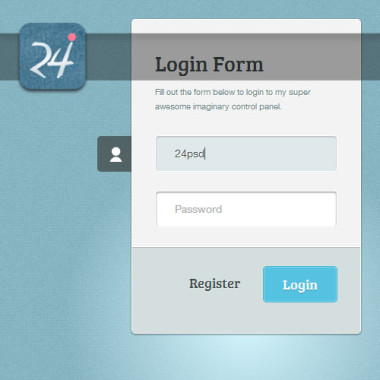 24
Login Form
Fill out the form below to login to my super
awesome imaginary control panel.
24psd
Password
Register
Login